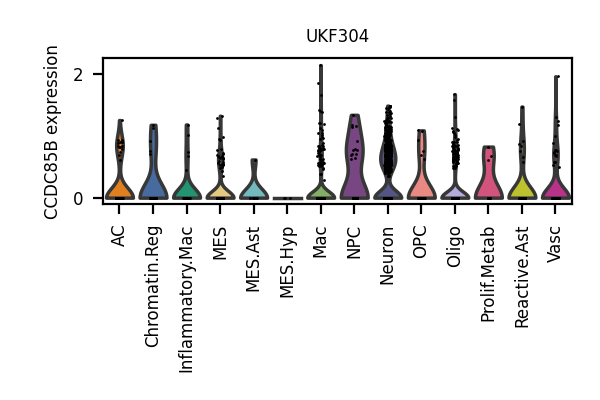 UKF304
CCDC85B expression
2
0
AC
Chromatin.Reg
Inflammatory.Mac
MES
MES.Ast
MES.Hyp
Mac
NPC
Neuron
OPC
Oligo
Prolif.Metab
Reactive.Ast
Vasc